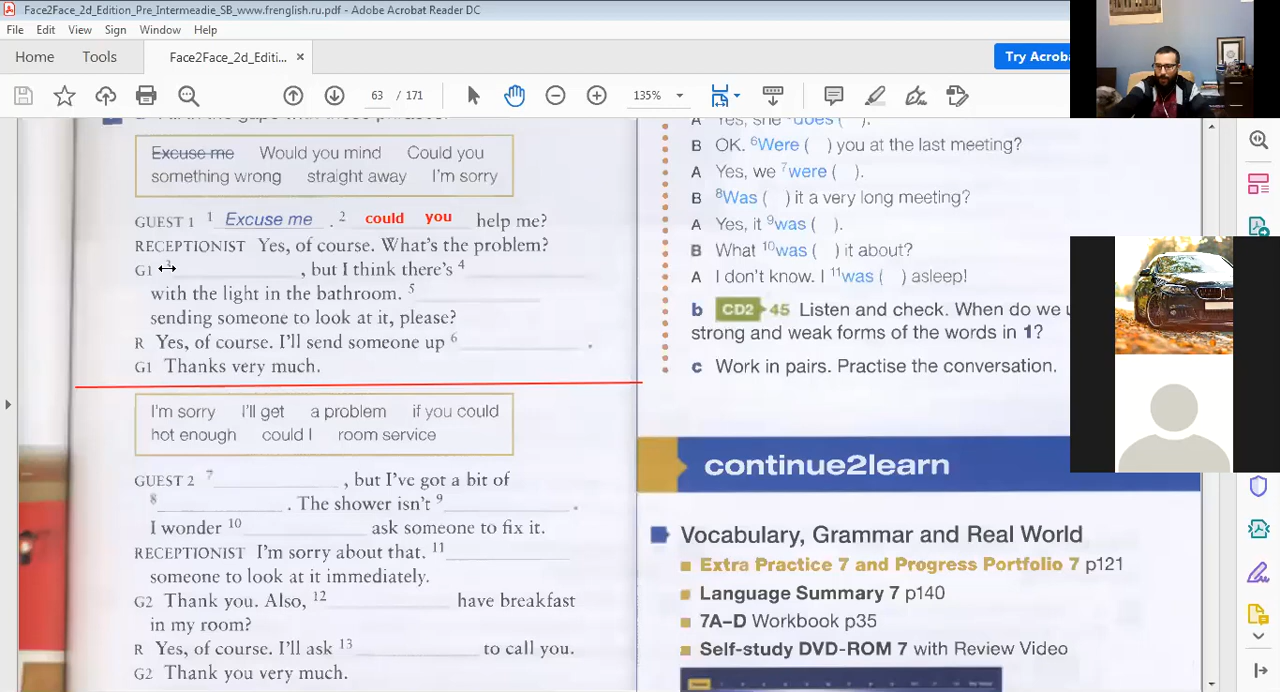 Face2Face_2d_Edition_Pre_Intermeadie_SB_www.frenglish.ru.pdf - Adobe Acrobat Reader DC
File Edit View Sign Window Help
Home Tools Face2Face_2d_Editi... × Try Acroba
63 / 171 135%
Excuse me Would you mind Could you
something wrong straight away I'm sorry
GUEST 1 1 Excuse me . 2 could you help me?
RECEPTIONIST Yes, of course. What's the problem?
G1 3 , but I think there's 4
with the light in the bathroom. 5
sending someone to look at it, please?
R Yes, of course. I'll send someone up 6 .
G1 Thanks very much.
I'm sorry I'll get a problem if you could
hot enough could I room service
GUEST 2 7 , but I've got a bit of
8 . The shower isn't 9 .
I wonder 10 ask someone to fix it.
RECEPTIONIST I'm sorry about that. 11
someone to look at it immediately.
G2 Thank you. Also, 12 have breakfast
in my room?
R Yes, of course. I'll ask 13 to call you.
G2 Thank you very much.
A Yes, she does ( ).
B OK. 6Were ( ) you at the last meeting?
A Yes, we 7were ( ).
B 8Was ( ) it a very long meeting?
A Yes, it 9was ( ).
B What 10was ( ) it about?
A I don't know. I 11was ( ) asleep!
b CD2 45 Listen and check. When do we u
strong and weak forms of the words in 1?
c Work in pairs. Practise the conversation.
continue2learn
Vocabulary, Grammar and Real World
Extra Practice 7 and Progress Portfolio 7 p121
Language Summary 7 p140
7A–D Workbook p35
Self-study DVD-ROM 7 with Review Video